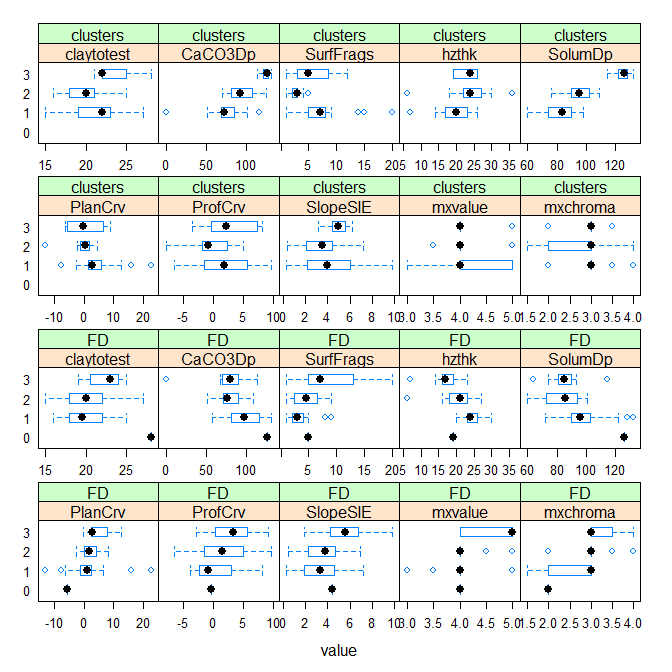 clusters clusters clusters clusters clusters
claytotest CaCO3Dp SurfFrags hzthk SolumDp
3
2
1
0
15 20 25 0 50 100 5 10 15 20 5 10 15 20 25 30 35 60 80 120
clusters clusters clusters clusters clusters
PlanCrv ProfCrv SlopeSIE mxvalue mxchroma
3
2
1
0
-10 0 10 20 -5 0 5 10 0 2 4 6 8 10 3.0 3.5 4.0 4.5 5.0 1.5 2.0 2.5 3.0 3.5 4.0
FD FD FD FD FD
claytotest CaCO3Dp SurfFrags hzthk SolumDp
3
2
1
0
15 20 25 0 50 100 5 10 15 20 5 10 15 20 25 30 35 60 80 120
FD FD FD FD FD
PlanCrv ProfCrv SlopeSIE mxvalue mxchroma
3
2
1
0
-10 0 10 20 -5 0 5 10 0 2 4 6 8 10 3.0 3.5 4.0 4.5 5.0 1.5 2.0 2.5 3.0 3.5 4.0
value